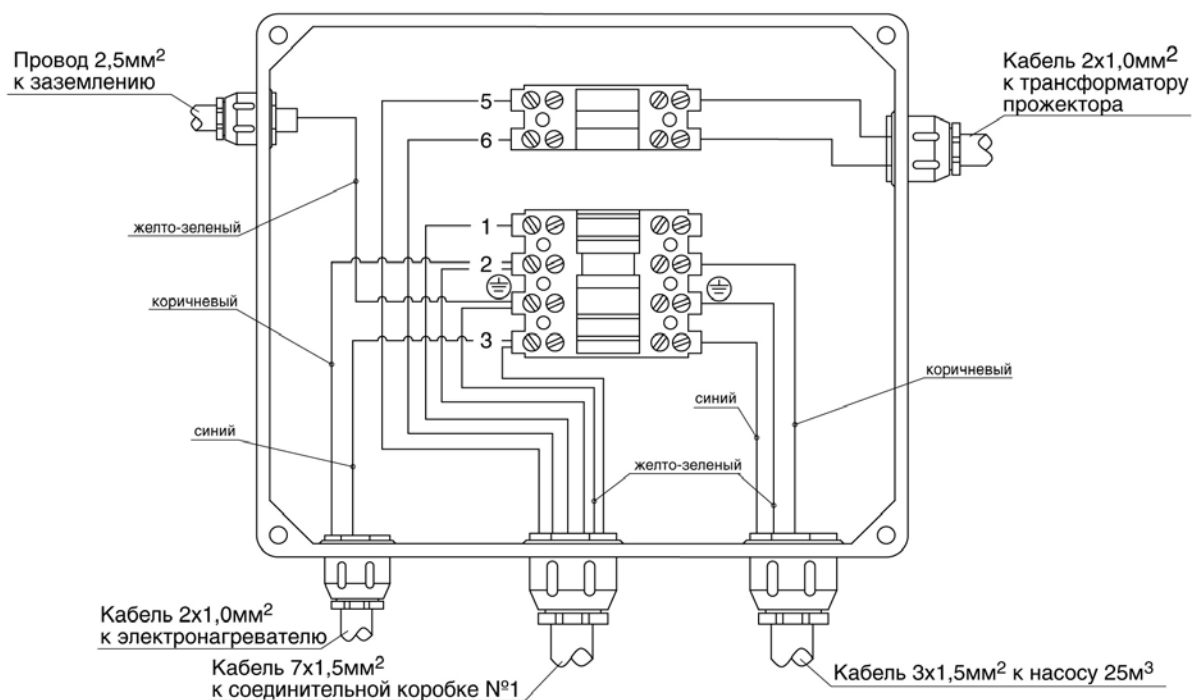 Провод 2,5мм²
к заземлению
Кабель 2х1,0мм²
к трансформатору
прожектора
5
6
желто-зеленый
1
2
коричневый
3
коричневый
синий
синий
желто-зеленый
Кабель 2х1,0мм²
к электронагревателю
Кабель 7х1,5мм²
к соединительной коробке №1
Кабель 3х1,5мм² к насосу 25м³